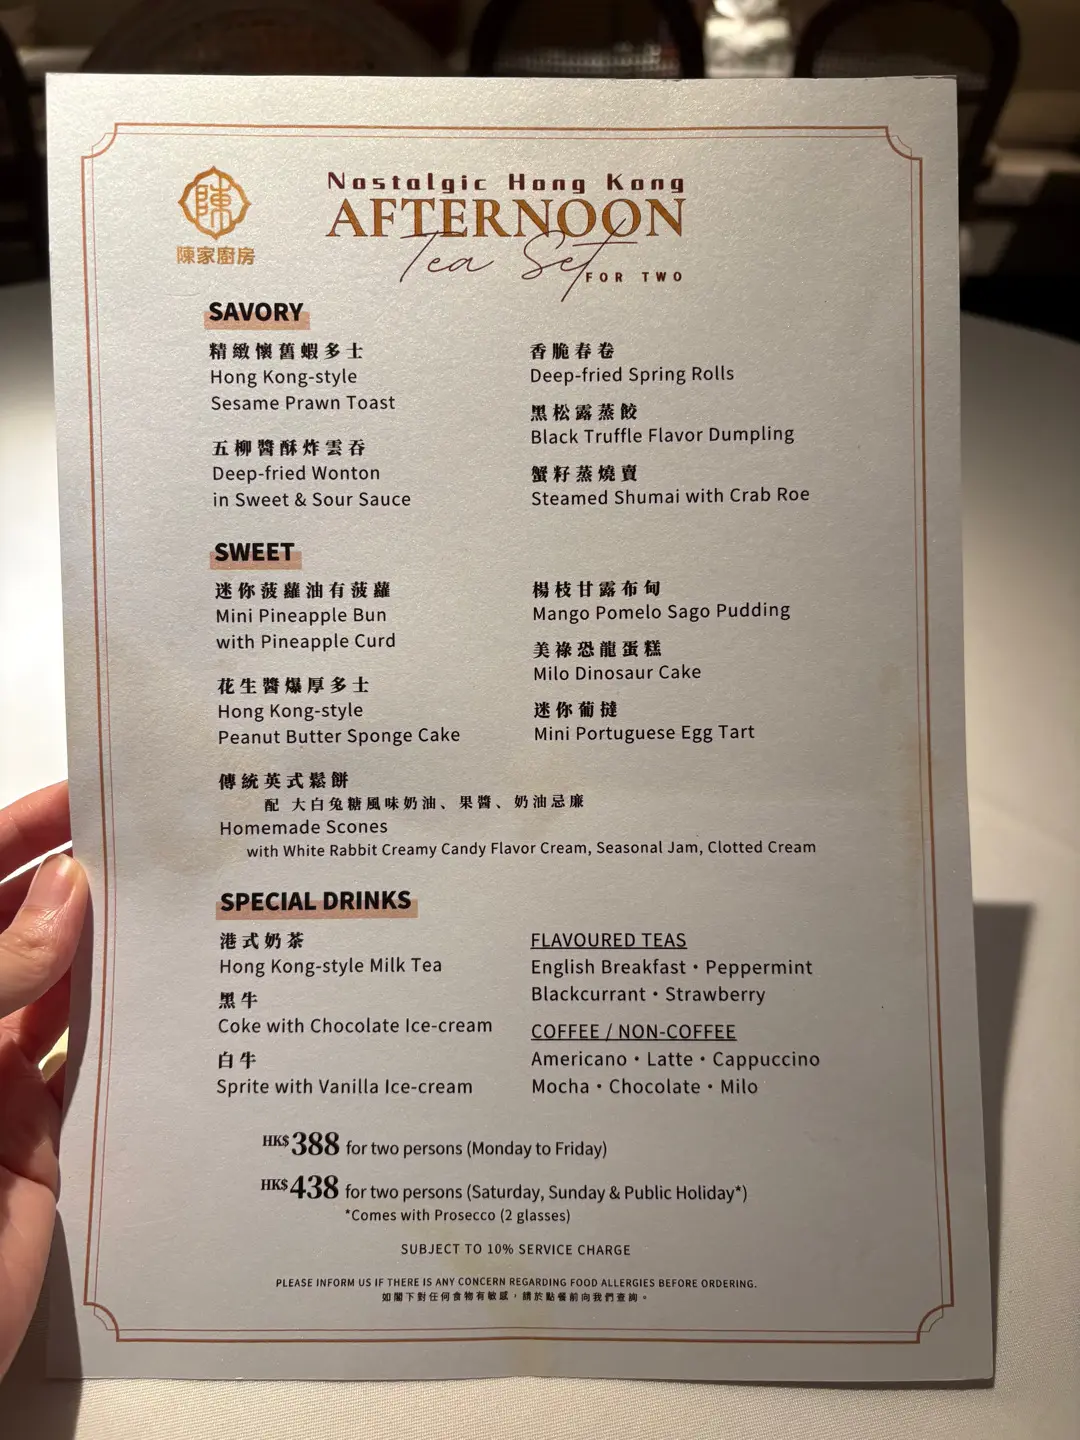 陳
陳家廚房
Nostalgic Hong Kong
AFTERNOON
Tea Set
FOR TWO
SAVORY
精緻懷舊蝦多士
Hong Kong-style
Sesame Prawn Toast
五柳醬酥炸雲吞
Deep-fried Wonton
in Sweet & Sour Sauce
香脆春卷
Deep-fried Spring Rolls
黑松露蒸餃
Black Truffle Flavor Dumpling
蟹籽蒸燒賣
Steamed Shumai with Crab Roe
SWEET
迷你菠蘿油有菠蘿
Mini Pineapple Bun
with Pineapple Curd
花生醬爆厚多士
Hong Kong-style
Peanut Butter Sponge Cake
楊枝甘露布甸
Mango Pomelo Sago Pudding
美祿恐龍蛋糕
Milo Dinosaur Cake
迷你葡撻
Mini Portuguese Egg Tart
傳統英式鬆餅
配 大白兔糖風味奶油、果醬、奶油忌廉
Homemade Scones
with White Rabbit Creamy Candy Flavor Cream, Seasonal Jam, Clotted Cream
SPECIAL DRINKS
港式奶茶
Hong Kong-style Milk Tea
黑牛
Coke with Chocolate Ice-cream
白牛
Sprite with Vanilla Ice-cream
FLAVOURED TEAS
English Breakfast • Peppermint
Blackcurrant • Strawberry
COFFEE / NON-COFFEE
Americano • Latte • Cappuccino
Mocha • Chocolate • Milo
HK$388 for two persons (Monday to Friday)
HK$438 for two persons (Saturday, Sunday & Public Holiday*)
*Comes with Prosecco (2 glasses)
SUBJECT TO 10% SERVICE CHARGE
PLEASE INFORM US IF THERE IS ANY CONCERN REGARDING FOOD ALLERGIES BEFORE ORDERING.
如閣下對任何食物有敏感，請於點餐前向我們查詢。